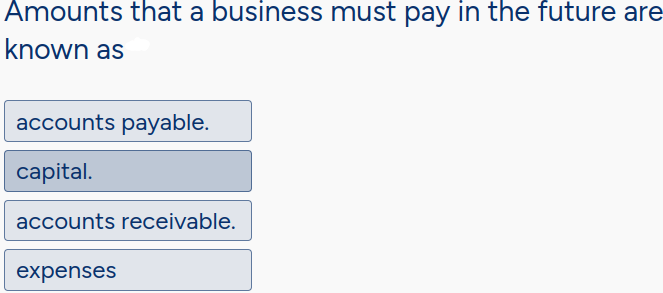 Amounts that a business must pay in the future are
known as
accounts payable.
capital.
accounts receivable.
expenses